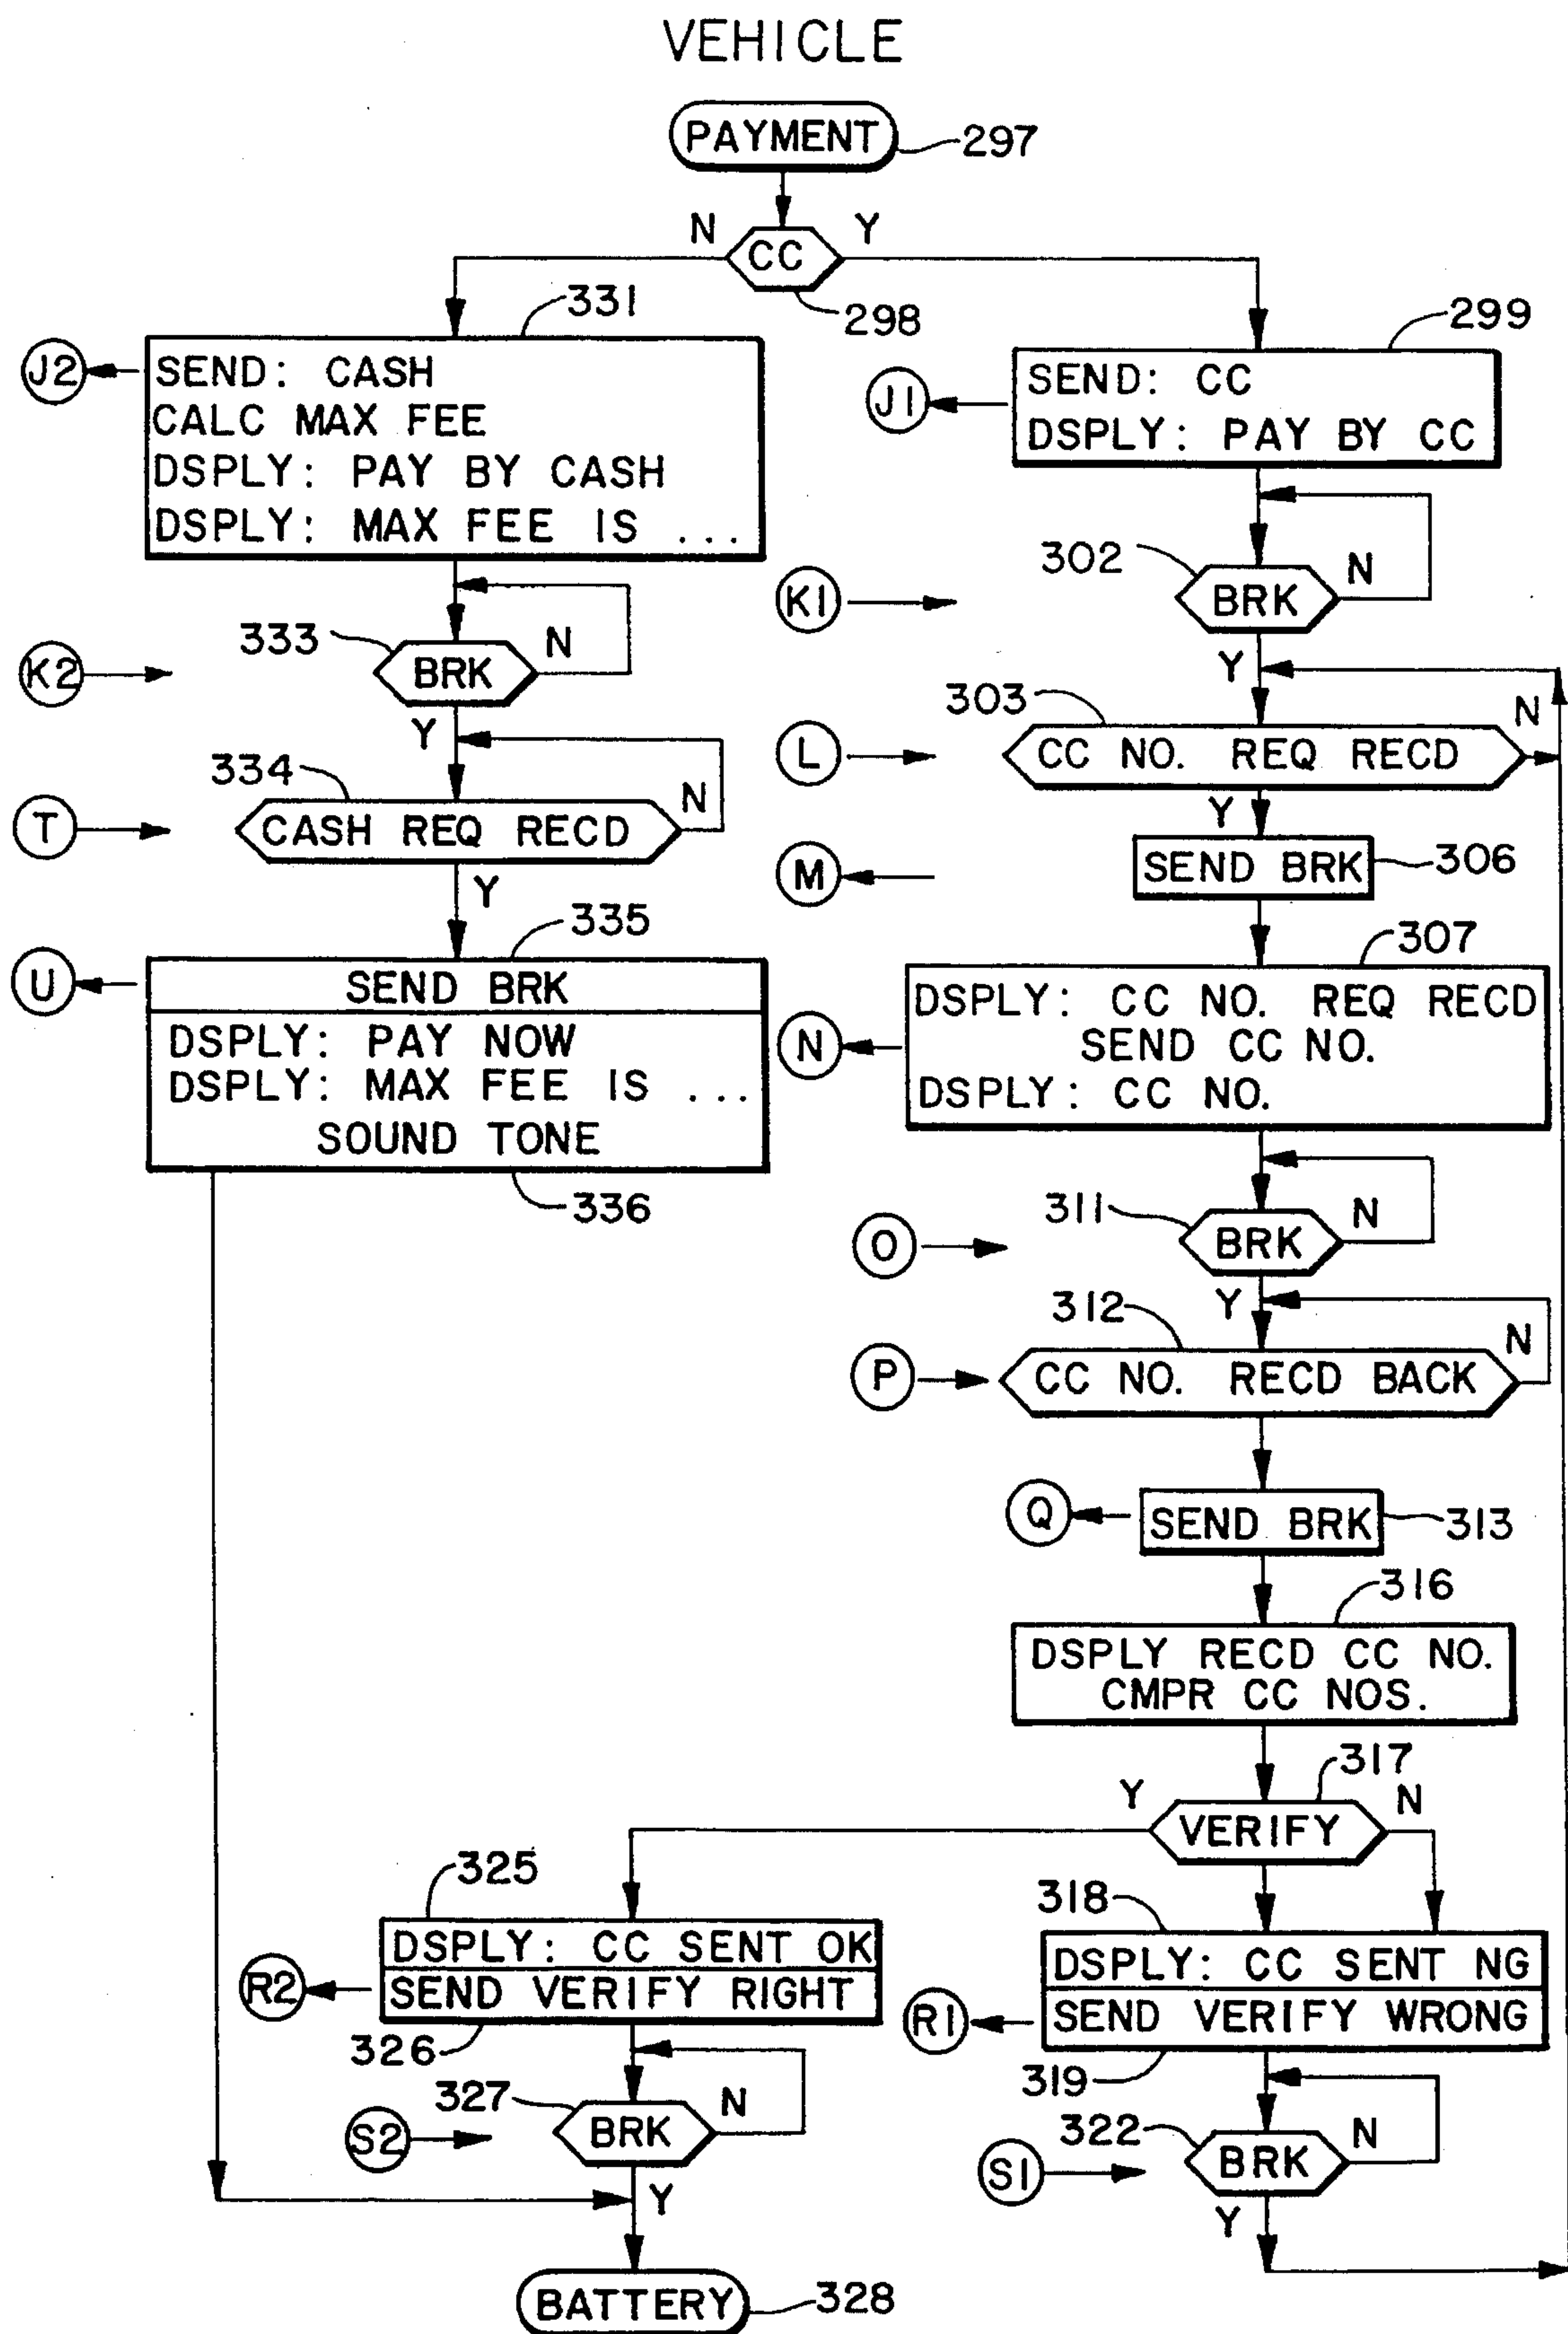 VEHICLE
PAYMENT
297
N
Y
CC
298
331
299
J2
SEND: CASH
CALC MAX FEE
DSPLY: PAY BY CASH
DSPLY: MAX FEE IS ...
J1
SEND: CC
DSPLY: PAY BY CC
302
K1
BRK
N
Y
333
K2
BRK
N
Y
303
L
CC NO. REQ RECD
N
Y
334
T
CASH REQ RECD
N
Y
M
SEND BRK
306
335
U
SEND BRK
DSPLY: PAY NOW
DSPLY: MAX FEE IS ...
SOUND TONE
336
307
N
DSPLY: CC NO. REQ RECD
SEND CC NO.
DSPLY: CC NO.
311
O
BRK
N
Y
312
P
CC NO. RECD BACK
N
Q
SEND BRK
313
316
DSPLY RECD CC NO.
CMPR CC NOS.
317
Y
VERIFY
N
325
R2
DSPLY: CC SENT OK
SEND VERIFY RIGHT
326
318
R1
DSPLY: CC SENT NG
SEND VERIFY WRONG
319
327
S2
BRK
N
Y
322
S1
BRK
N
Y
BATTERY
328